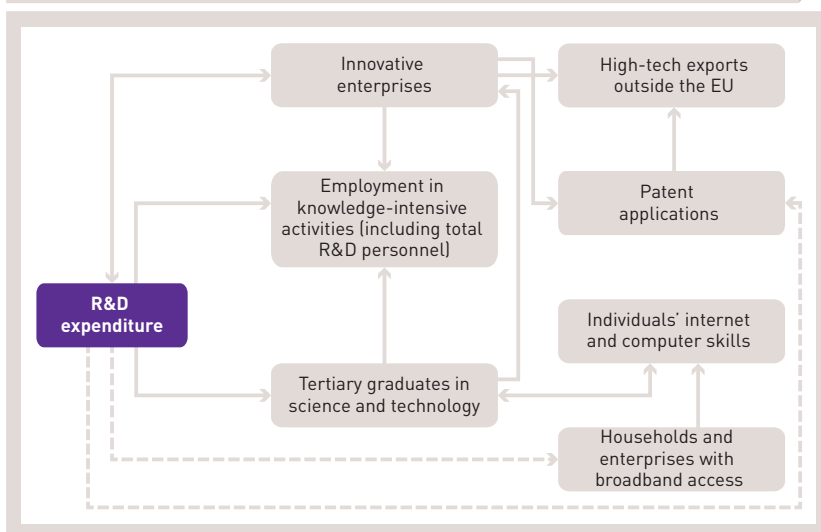 Innovative
enterprises
High-tech exports
outside the EU
Employment in
knowledge-intensive
activities (including total
R&D personnel)
Patent
applications
R&D
expenditure
Individuals’ internet
and computer skills
Tertiary graduates in
science and technology
Households and
enterprises with
broadband access